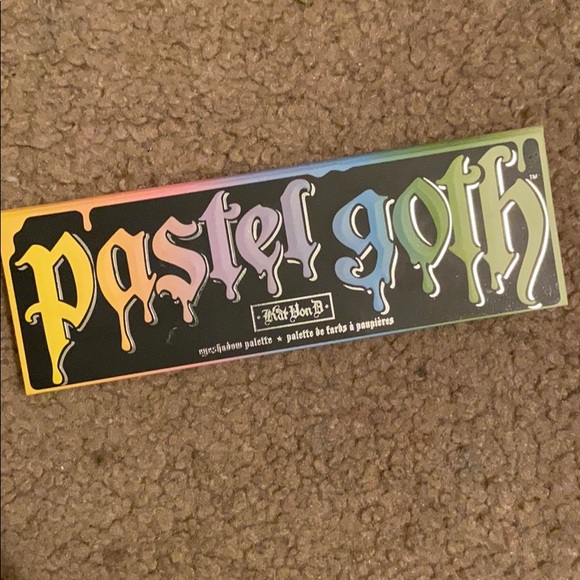 pastel goth™
·Kat Von D·
eyeshadow palette ★ palette de fards à paupières